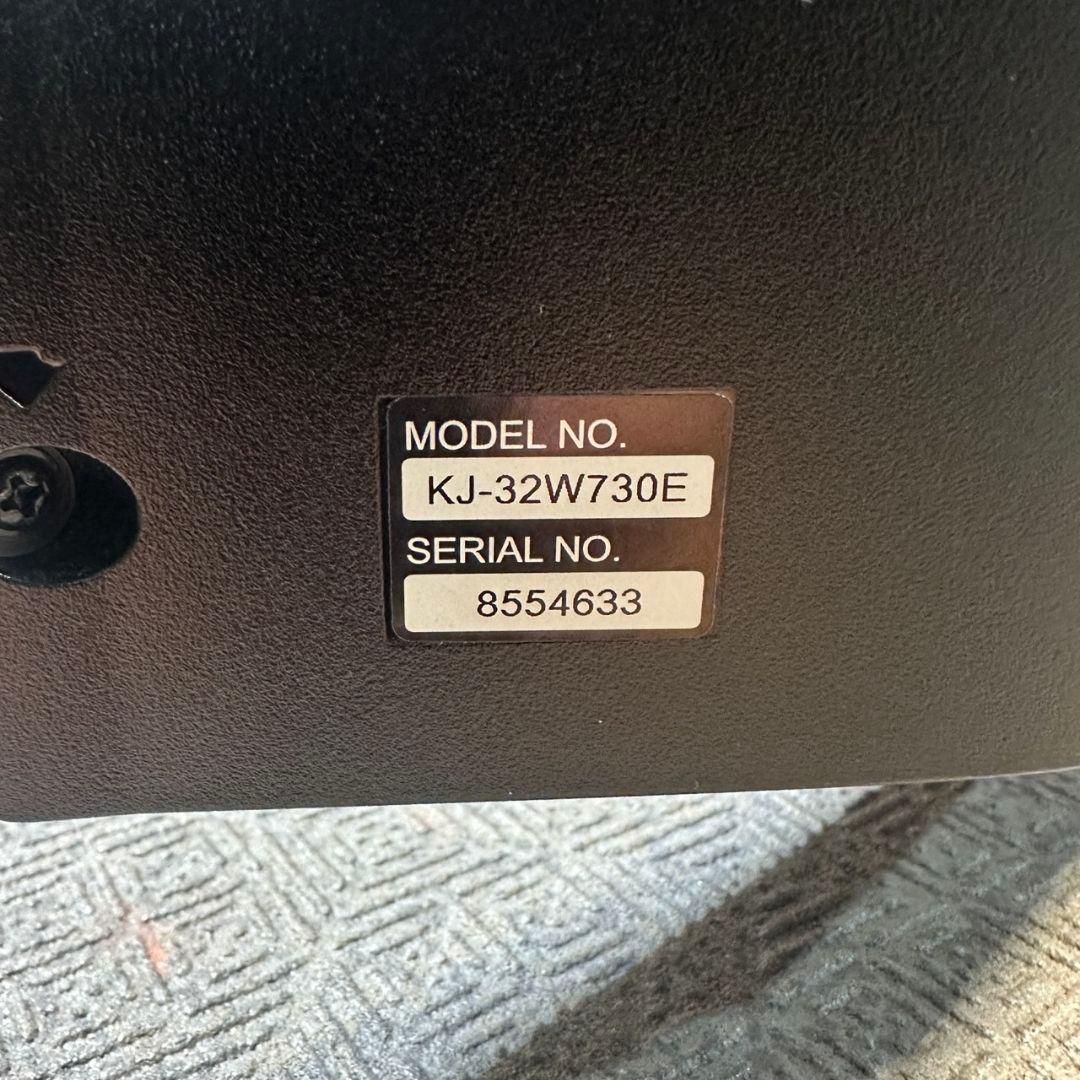 MODEL NO.
KJ-32W730E
SERIAL NO.
8554633